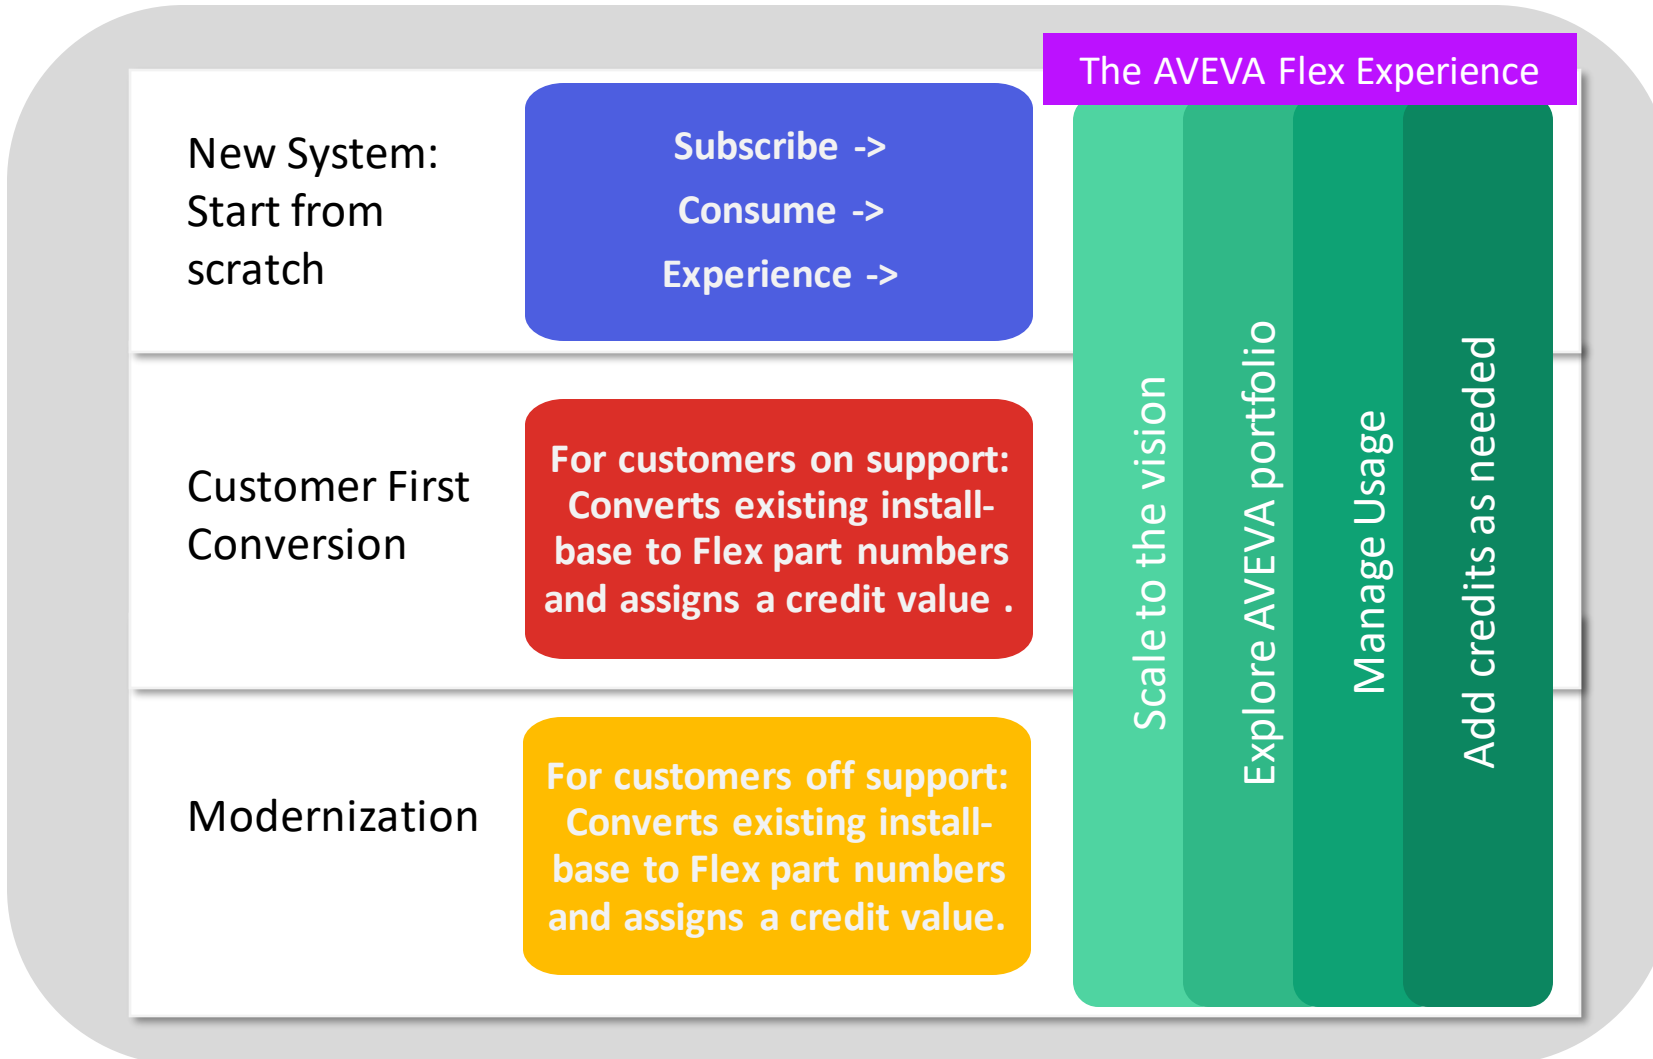 The AVEVA Flex Experience
New System:
Start from
scratch
Subscribe ->
Consume ->
Experience ->
Customer First
Conversion
For customers on support:
Converts existing install-
base to Flex part numbers
and assigns a credit value .
Modernization
For customers off support:
Converts existing install-
base to Flex part numbers
and assigns a credit value.
Scale to the vision
Explore AVEVA portfolio
Manage Usage
Add credits as needed